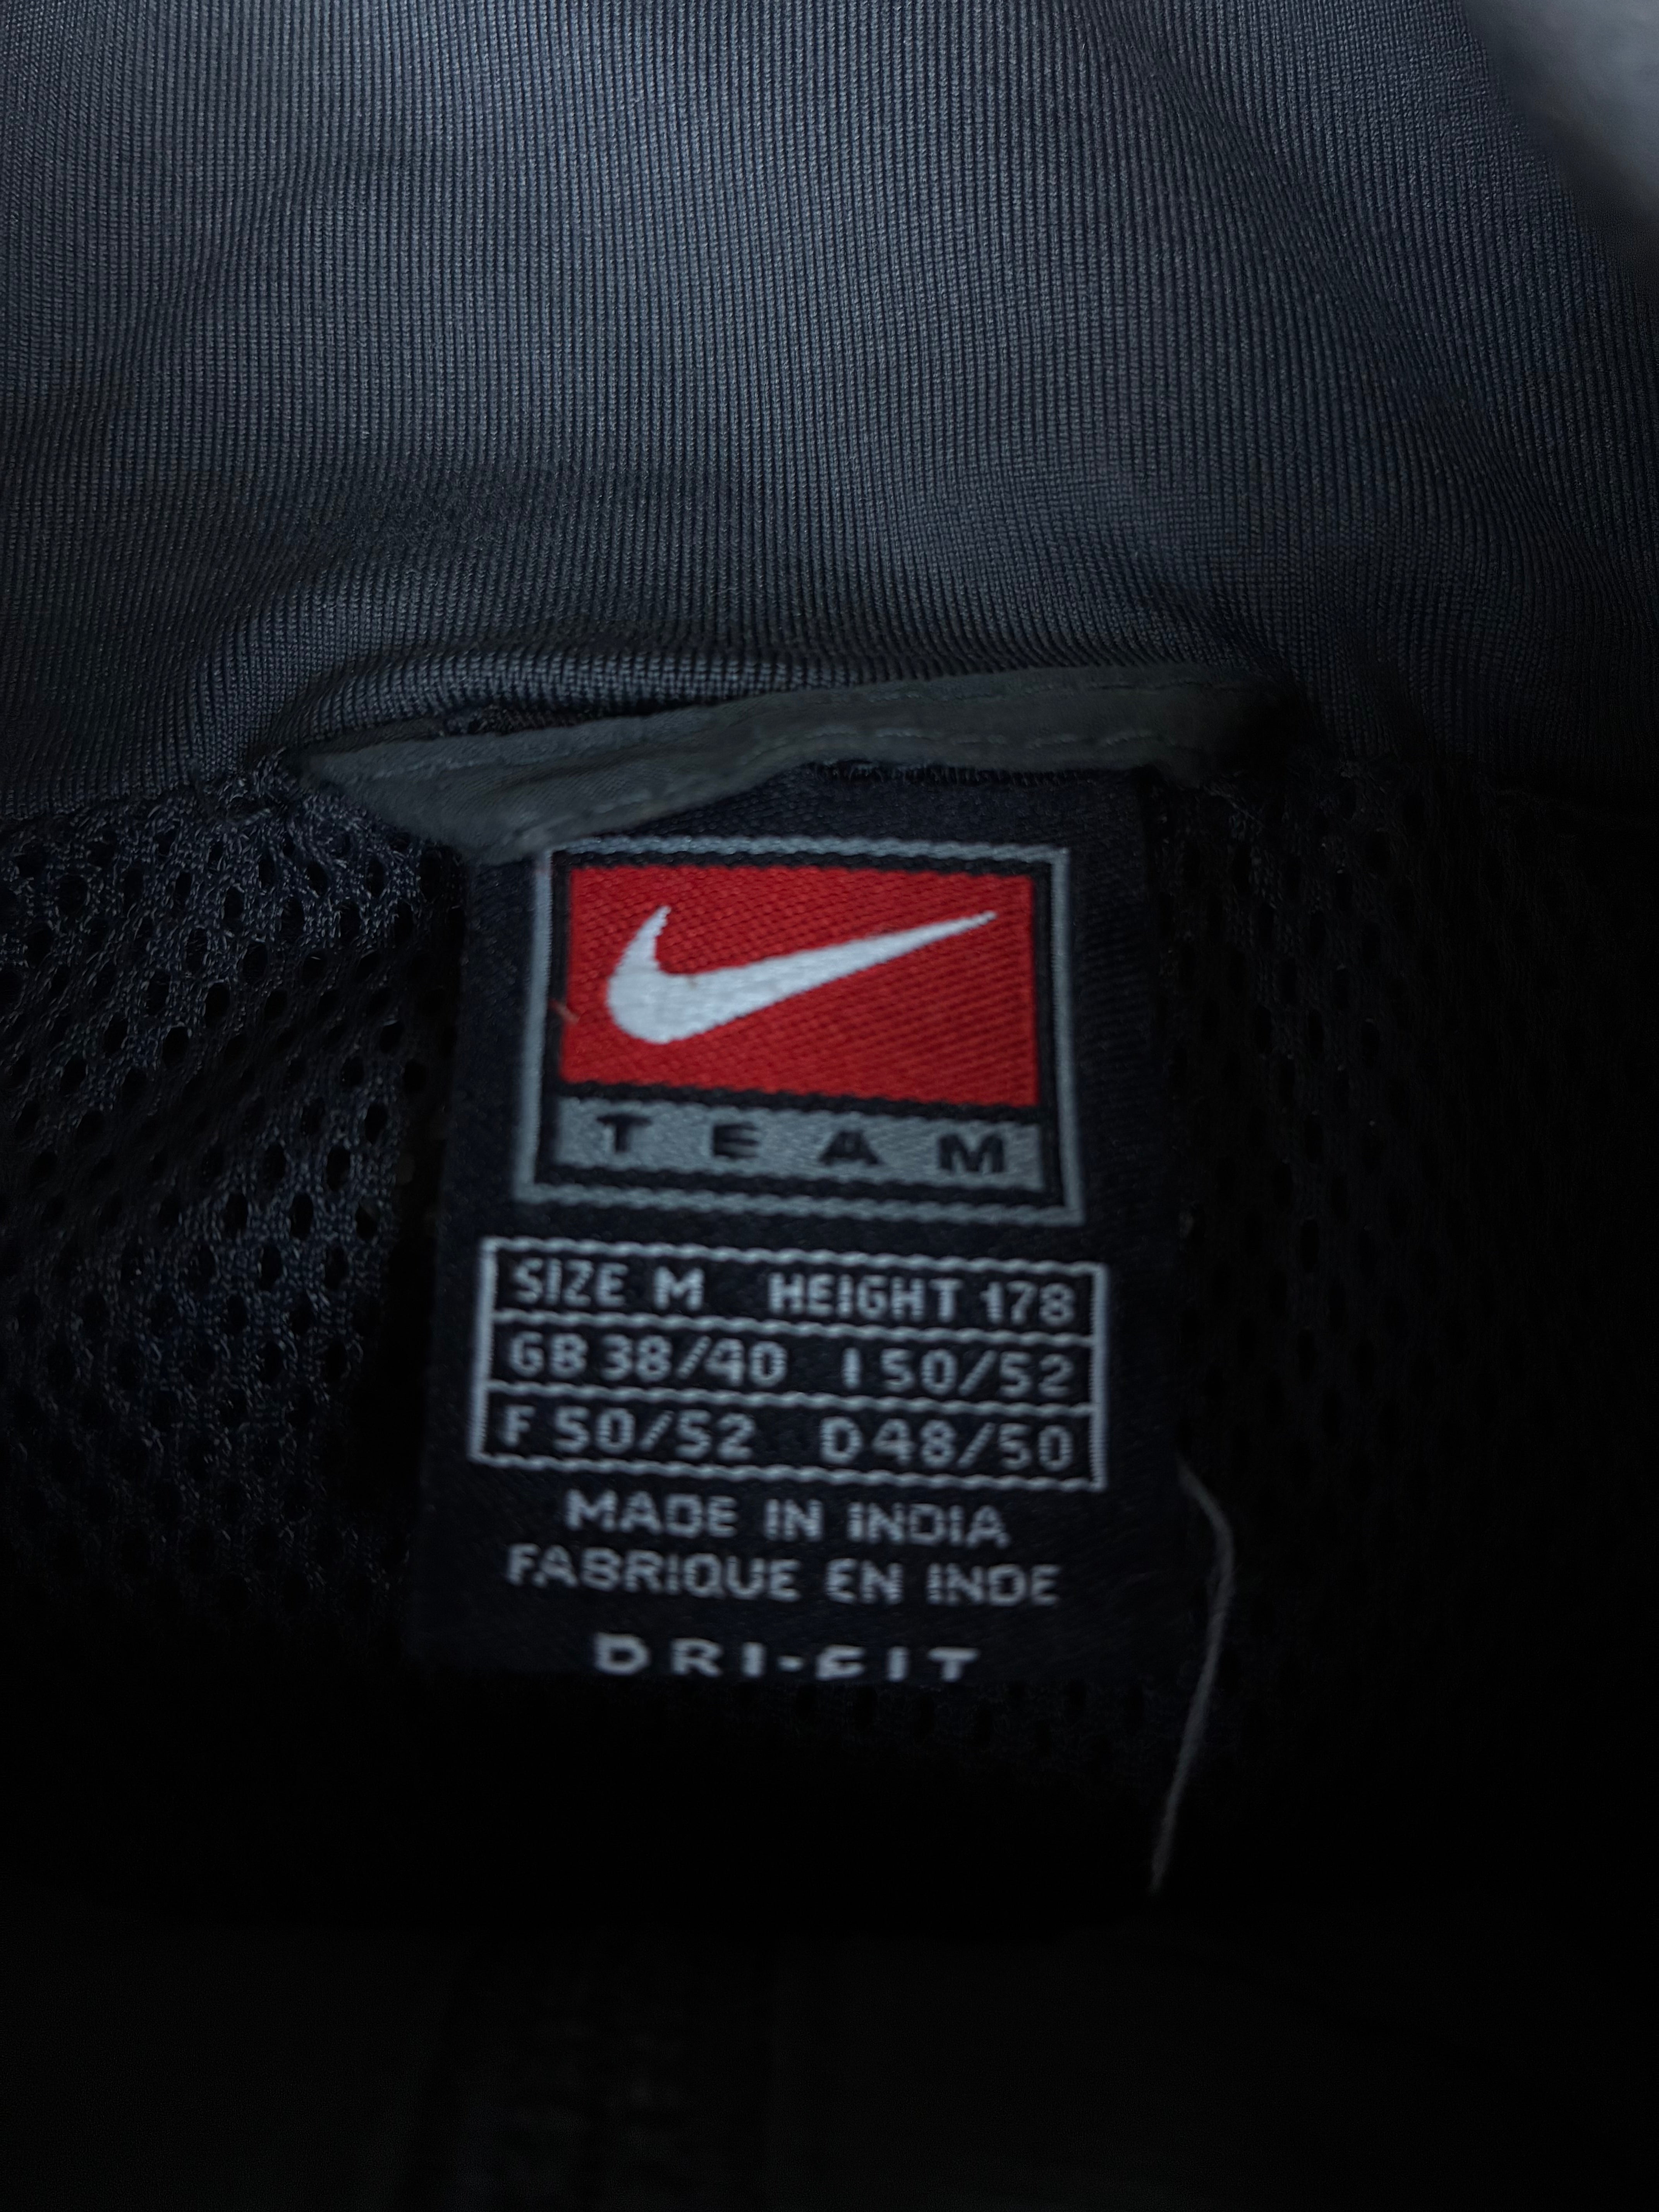 TEAM
SIZE M HEIGHT 178
GB 38/40 I 50/52
F 50/52 D 48/50
MADE IN INDIA
FABRIQUE EN INDE
DRI-FIT